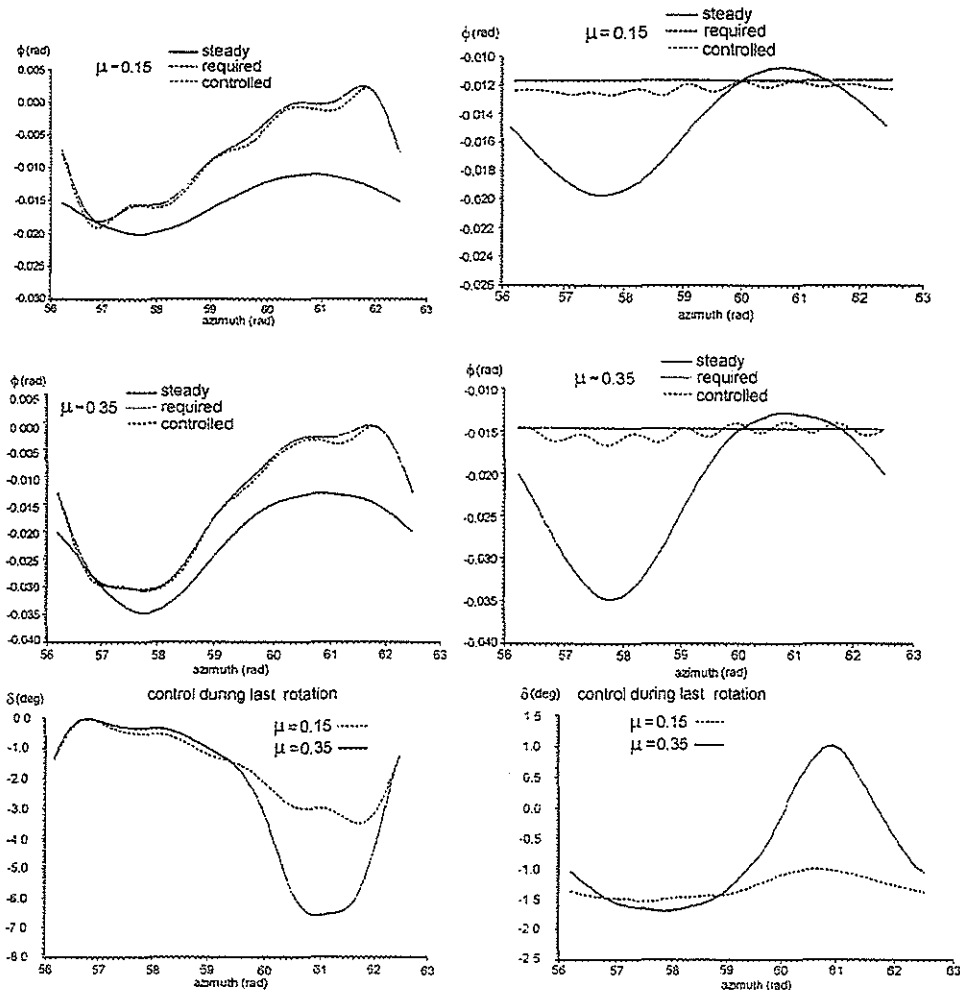 ϕ(rad)
μ=0.15
steady
required
controlled
0.005
0.000
-0.005
-0.010
-0.015
-0.020
-0.025
-0.030
56 57 58 59 60 61 62 63
azimuth (rad)
ϕ(rad)
μ=0.15
steady
required
controlled
-0.010
-0.012
-0.014
-0.016
-0.018
-0.020
-0.022
-0.024
-0.026
56 57 58 59 60 61 62 63
azimuth (rad)
ϕ(rad)
μ=0.35
steady
required
controlled
0.005
0.000
-0.005
-0.010
-0.015
-0.020
-0.025
-0.030
-0.035
-0.040
56 57 58 59 60 61 62 63
azimuth (rad)
ϕ(rad)
μ=0.35
steady
required
controlled
-0.010
-0.015
-0.020
-0.025
-0.030
-0.035
-0.040
56 57 58 59 60 61 62 63
azimuth (rad)
δ(deg)
control during last rotation
μ=0.15
μ=0.35
0.0
-1.0
-2.0
-3.0
-4.0
-5.0
-6.0
-7.0
-8.0
56 57 58 59 60 61 62 63
azimuth (rad)
δ(deg)
control during last rotation
μ=0.15
μ=0.35
1.5
1.0
0.5
0.0
-0.5
-1.0
-1.5
-2.0
-2.5
56 57 58 59 60 61 62 63
azimuth (rad)